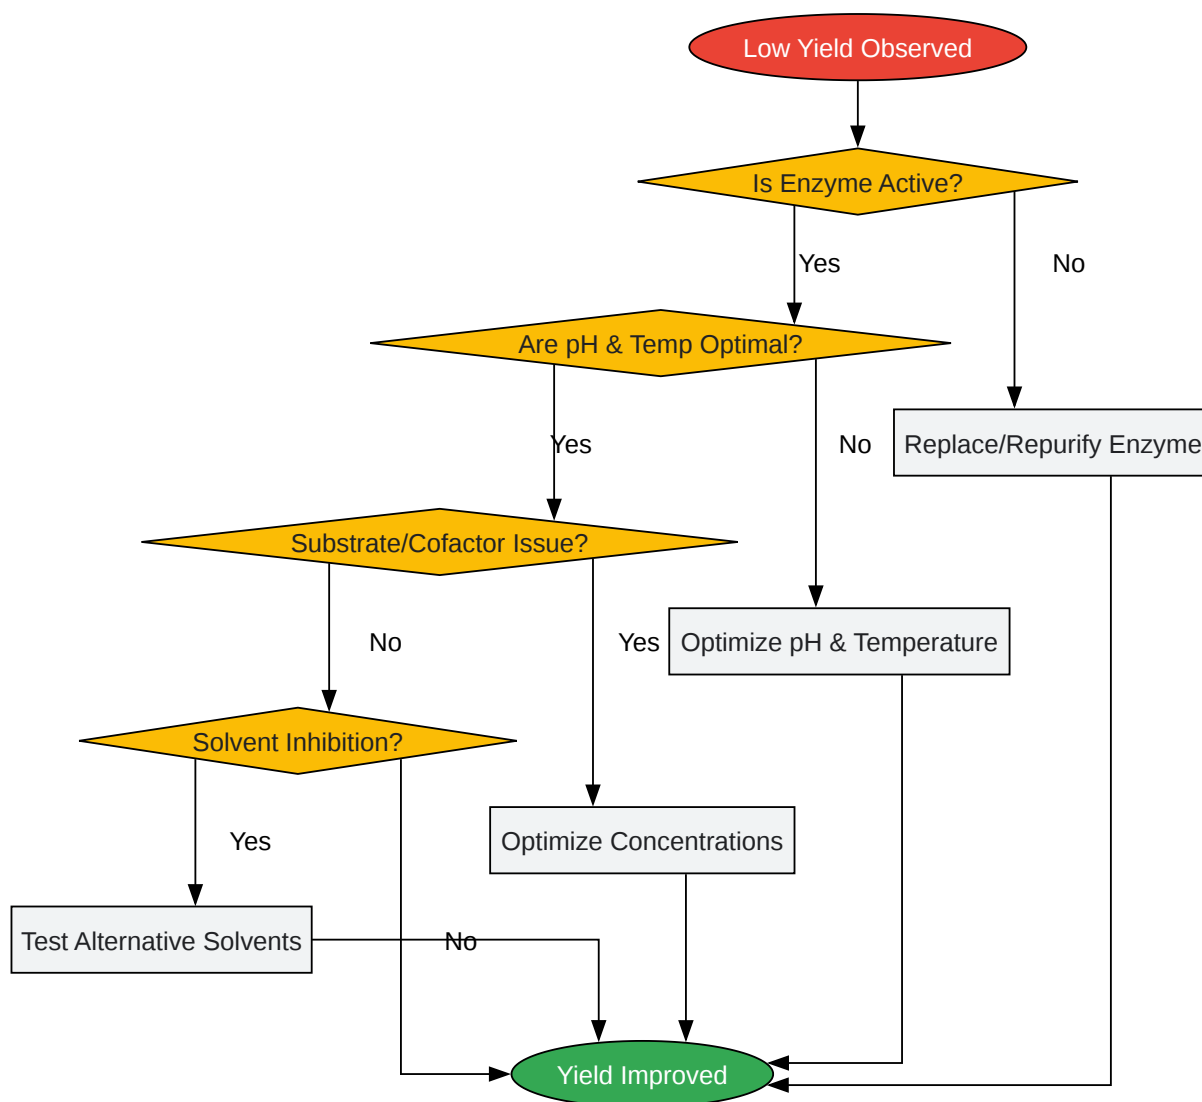 Low Yield Observed
Is Enzyme Active?
Yes
No
Are pH & Temp Optimal?
Yes
No
Replace/Repurify Enzyme
Substrate/Cofactor Issue?
No
Yes
Optimize pH & Temperature
Solvent Inhibition?
Yes
Optimize Concentrations
Test Alternative Solvents
No
Yield Improved